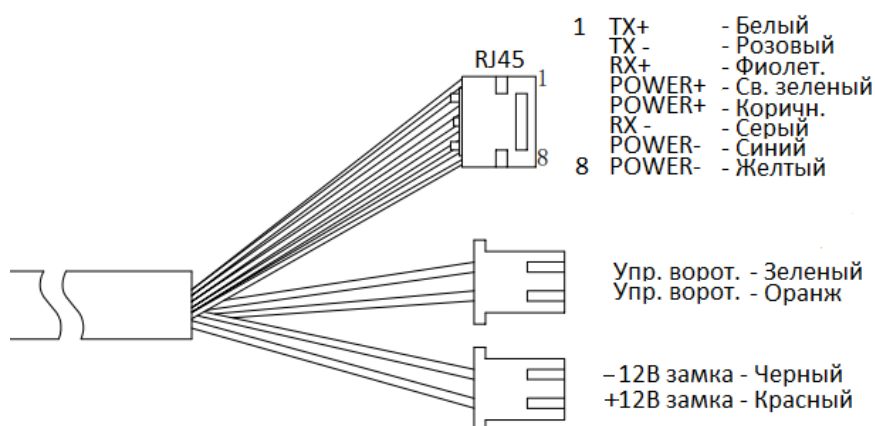 RJ45
1
8
1 TX+ - Белый
TX - - Розовый
RX+ - Фиолет.
POWER+ - Св. зеленый
POWER+ - Коричн.
RX - - Серый
POWER- - Синий
8 POWER- - Желтый
Упр. ворот. - Зеленый
Упр. ворот. - Оранж
–12В замка - Черный
+12В замка - Красный